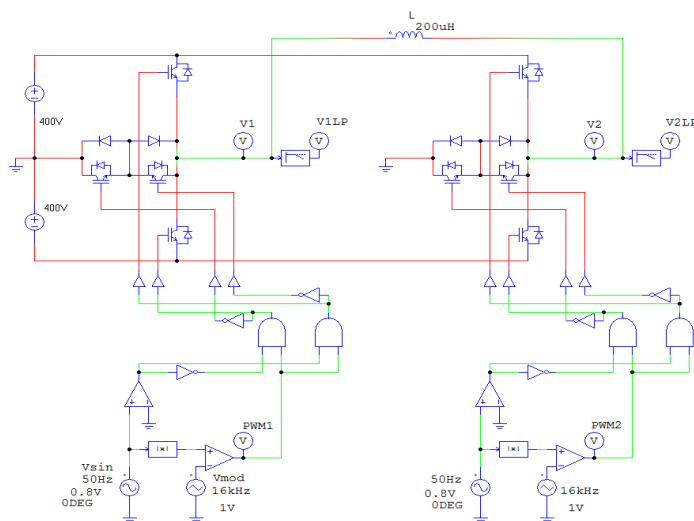 L
200uH
400V
400V
V1
V
V1LP
V
V2
V
V2LP
V
PWM1
V
PWM2
V
|x|
|x|
Vsin
50Hz
0.8V
0DEG
Vmod
16kHz
1V
50Hz
0.8V
0DEG
16kHz
1V